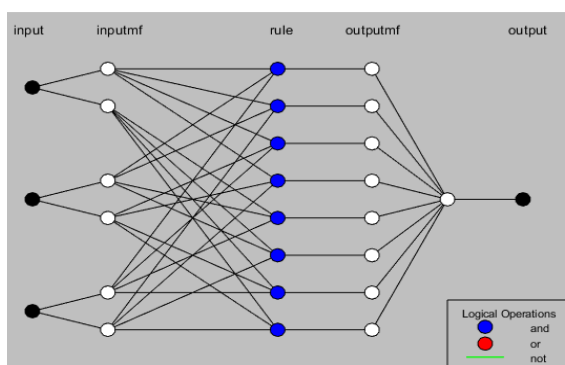 input inputmf rule outputmf output
Logical Operations
and
or
not